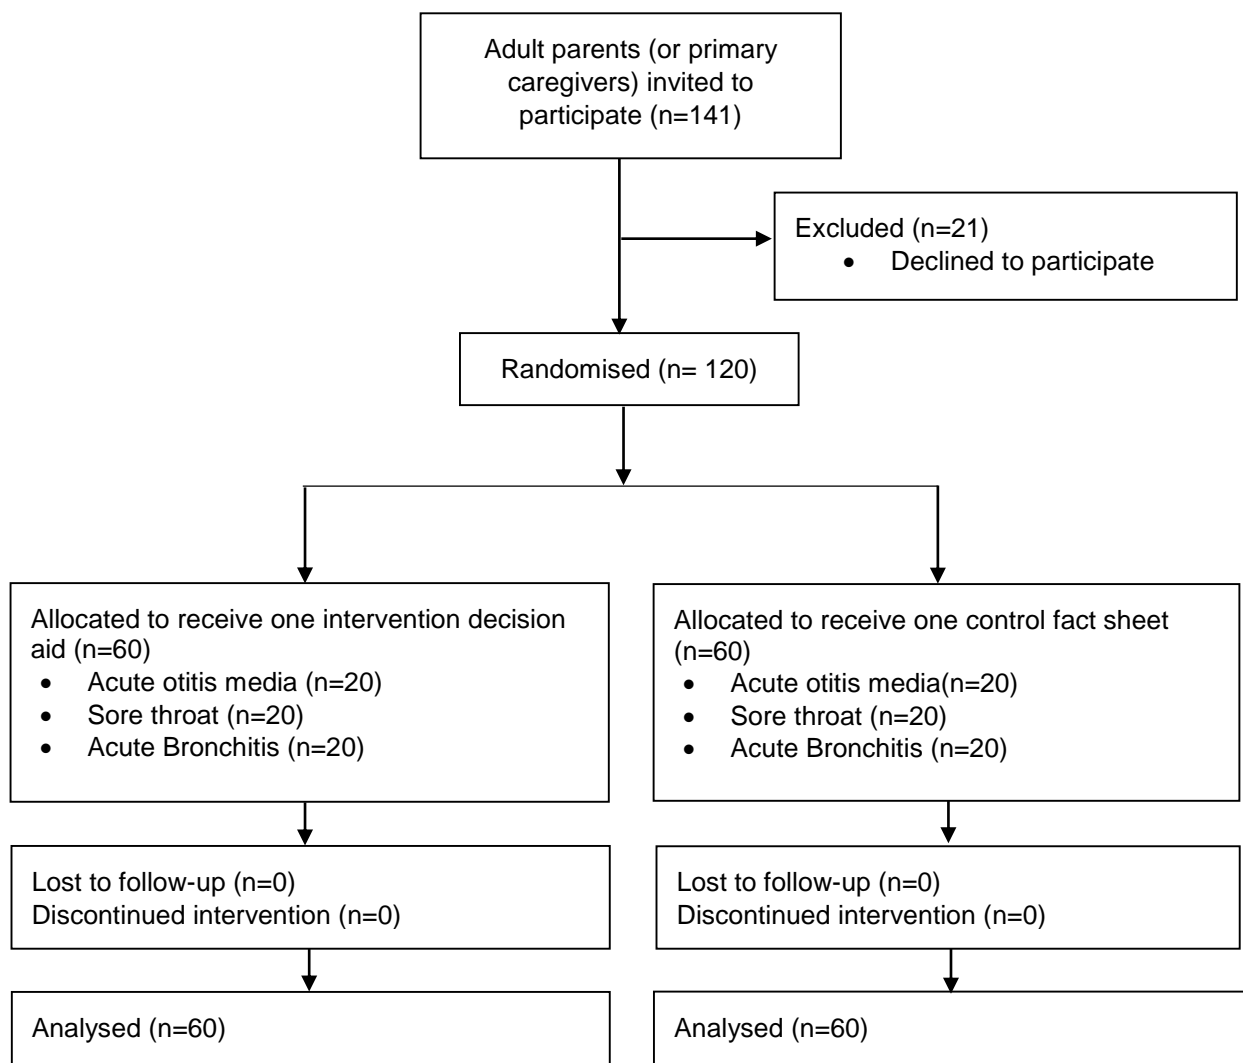 Adult parents (or primary
caregivers) invited to
participate (n=141)
Excluded (n=21)
• Declined to participate
Randomised (n= 120)
Allocated to receive one intervention decision
aid (n=60)
• Acute otitis media (n=20)
• Sore throat (n=20)
• Acute Bronchitis (n=20)
Allocated to receive one control fact sheet
(n=60)
• Acute otitis media(n=20)
• Sore throat (n=20)
• Acute Bronchitis (n=20)
Lost to follow-up (n=0)
Discontinued intervention (n=0)
Lost to follow-up (n=0)
Discontinued intervention (n=0)
Analysed (n=60)
Analysed (n=60)